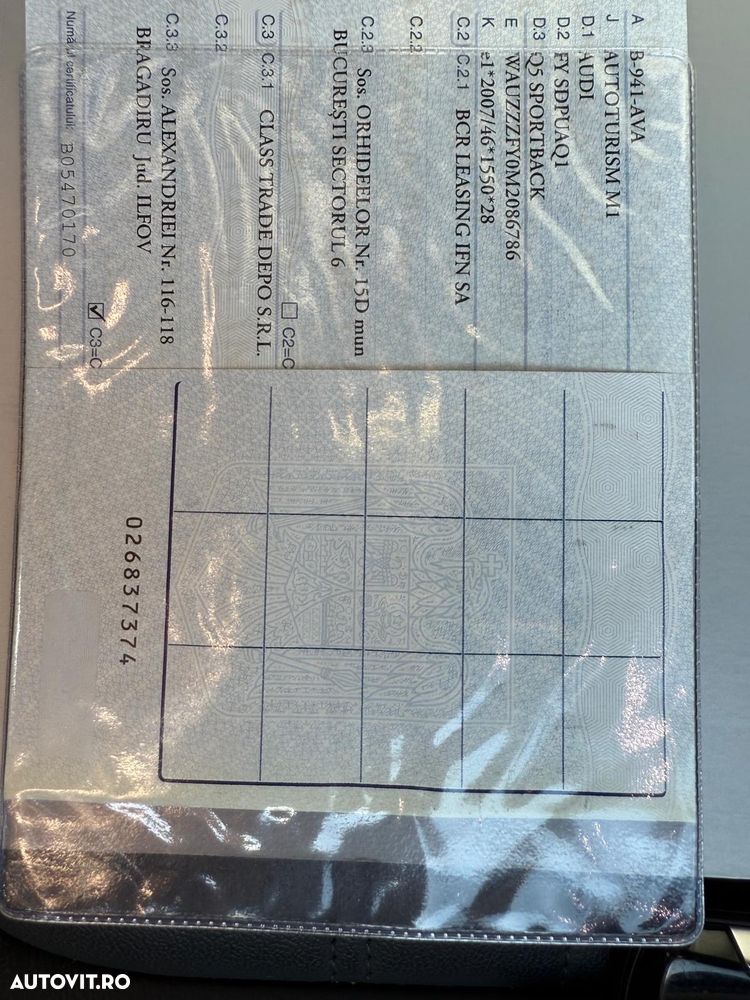 A B-941-AVA
J AUTOTURISM M1
D.1 AUDI
D.2 FY SDPUAQ1
D.3 Q5 SPORTBACK
E WAUZZZFY0M2086786
K e1*2007/46*1550*28
C.2 C.2.1 BCR LEASING IFN SA
C.2.2
C.2.3 Sos. ORHIDEELOR Nr. 15D mun
BUCUREȘTI SECTORUL 6
C2=C
C.3 C.3.1 CLASS TRADE DEPO S.R.L.
C.3.2
C.3.3 Sos. ALEXANDRIEI Nr. 116-118
BRAGADIRU Jud. ILFOV
C3=C
Numărul certificatului: B05470170
026837374
AUTOVIT.RO